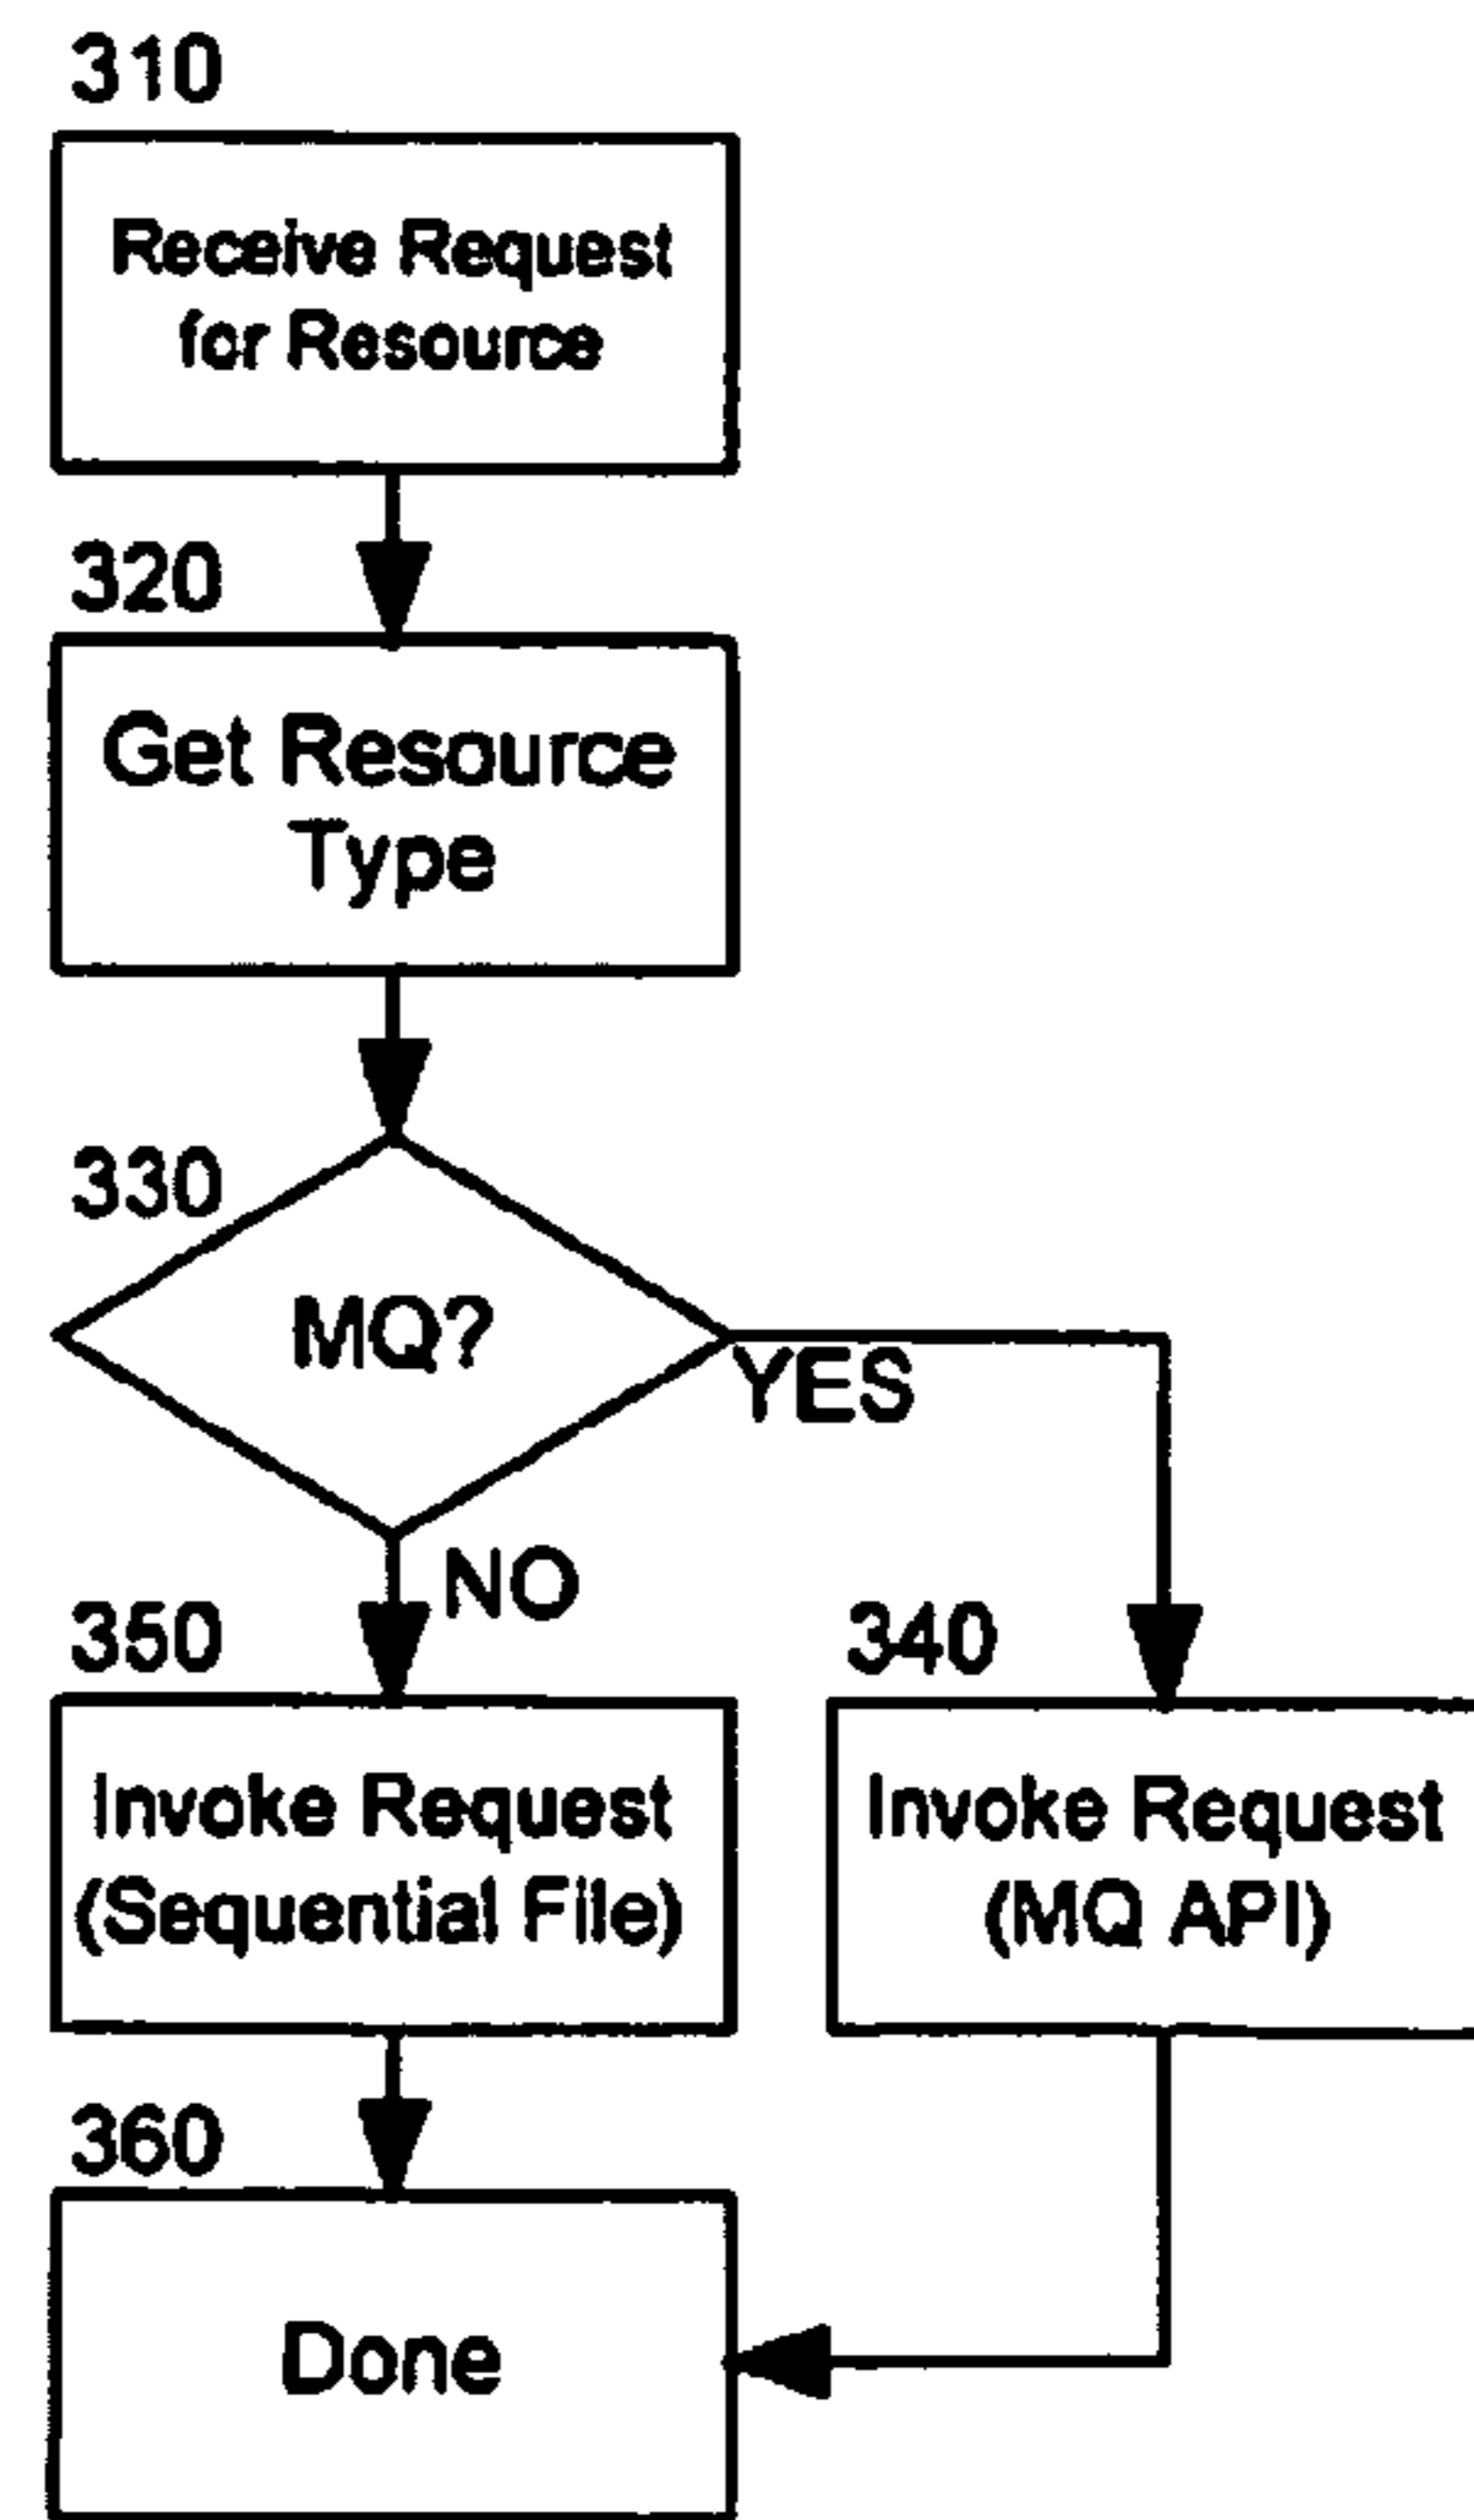 310
Receive Request
for Resource
320
Get Resource
Type
330
MQ?
YES
NO
350
340
Invoke Request
(Sequential File)
Invoke Request
(MQ API)
360
Done